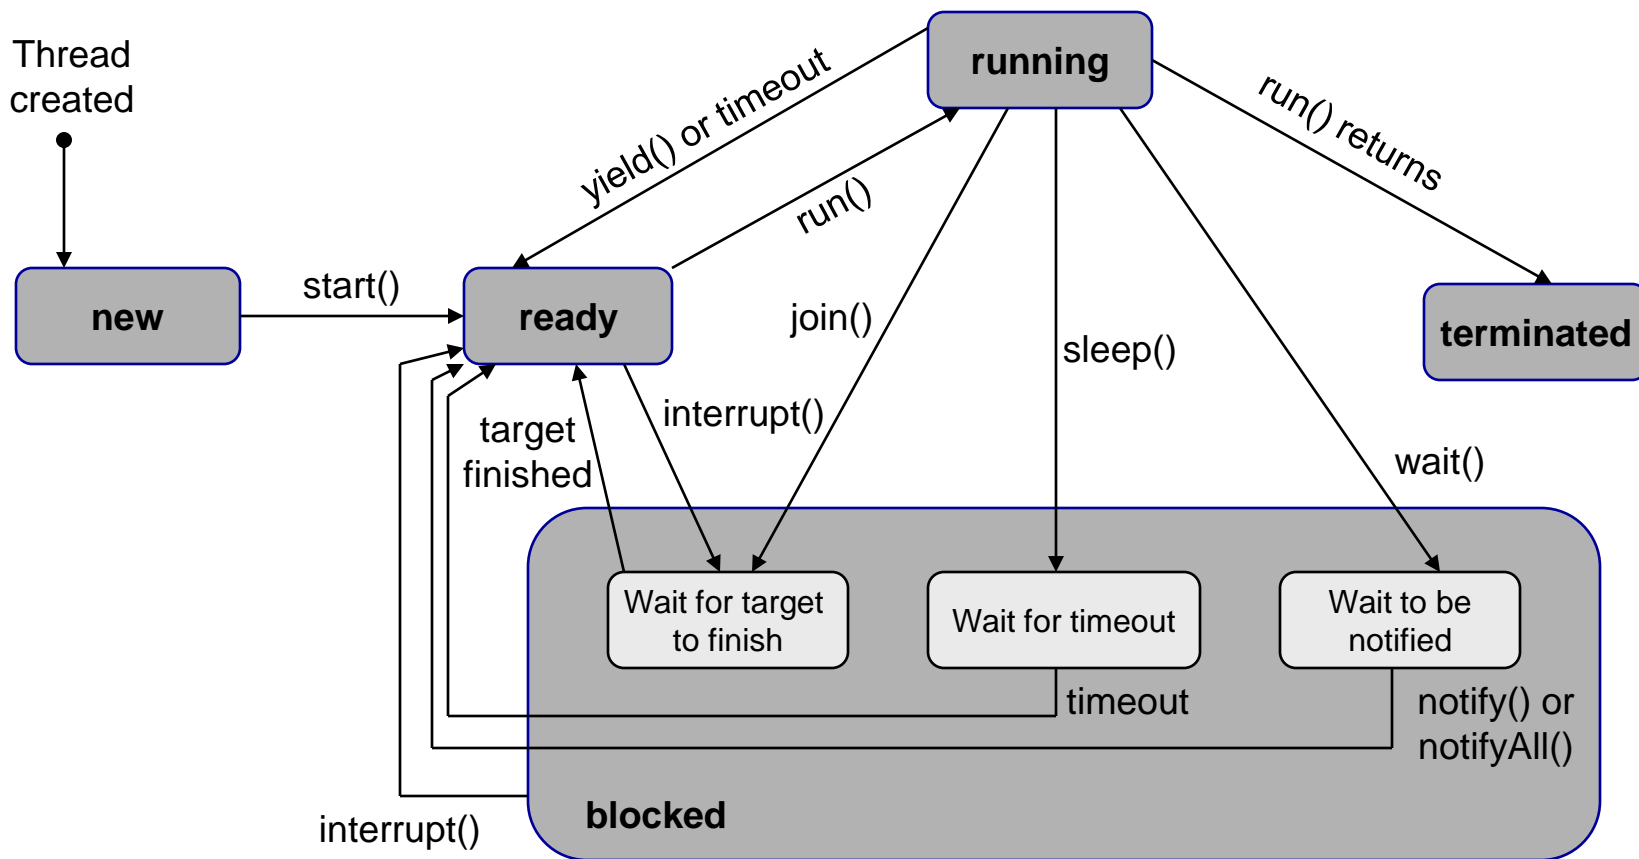 Thread
created
running
yield() or timeout
run() returns
run()
new
start()
ready
join()
sleep()
terminated
interrupt()
target
finished
wait()
Wait for target
to finish
Wait for timeout
Wait to be
notified
timeout
notify() or
notifyAll()
blocked
interrupt()